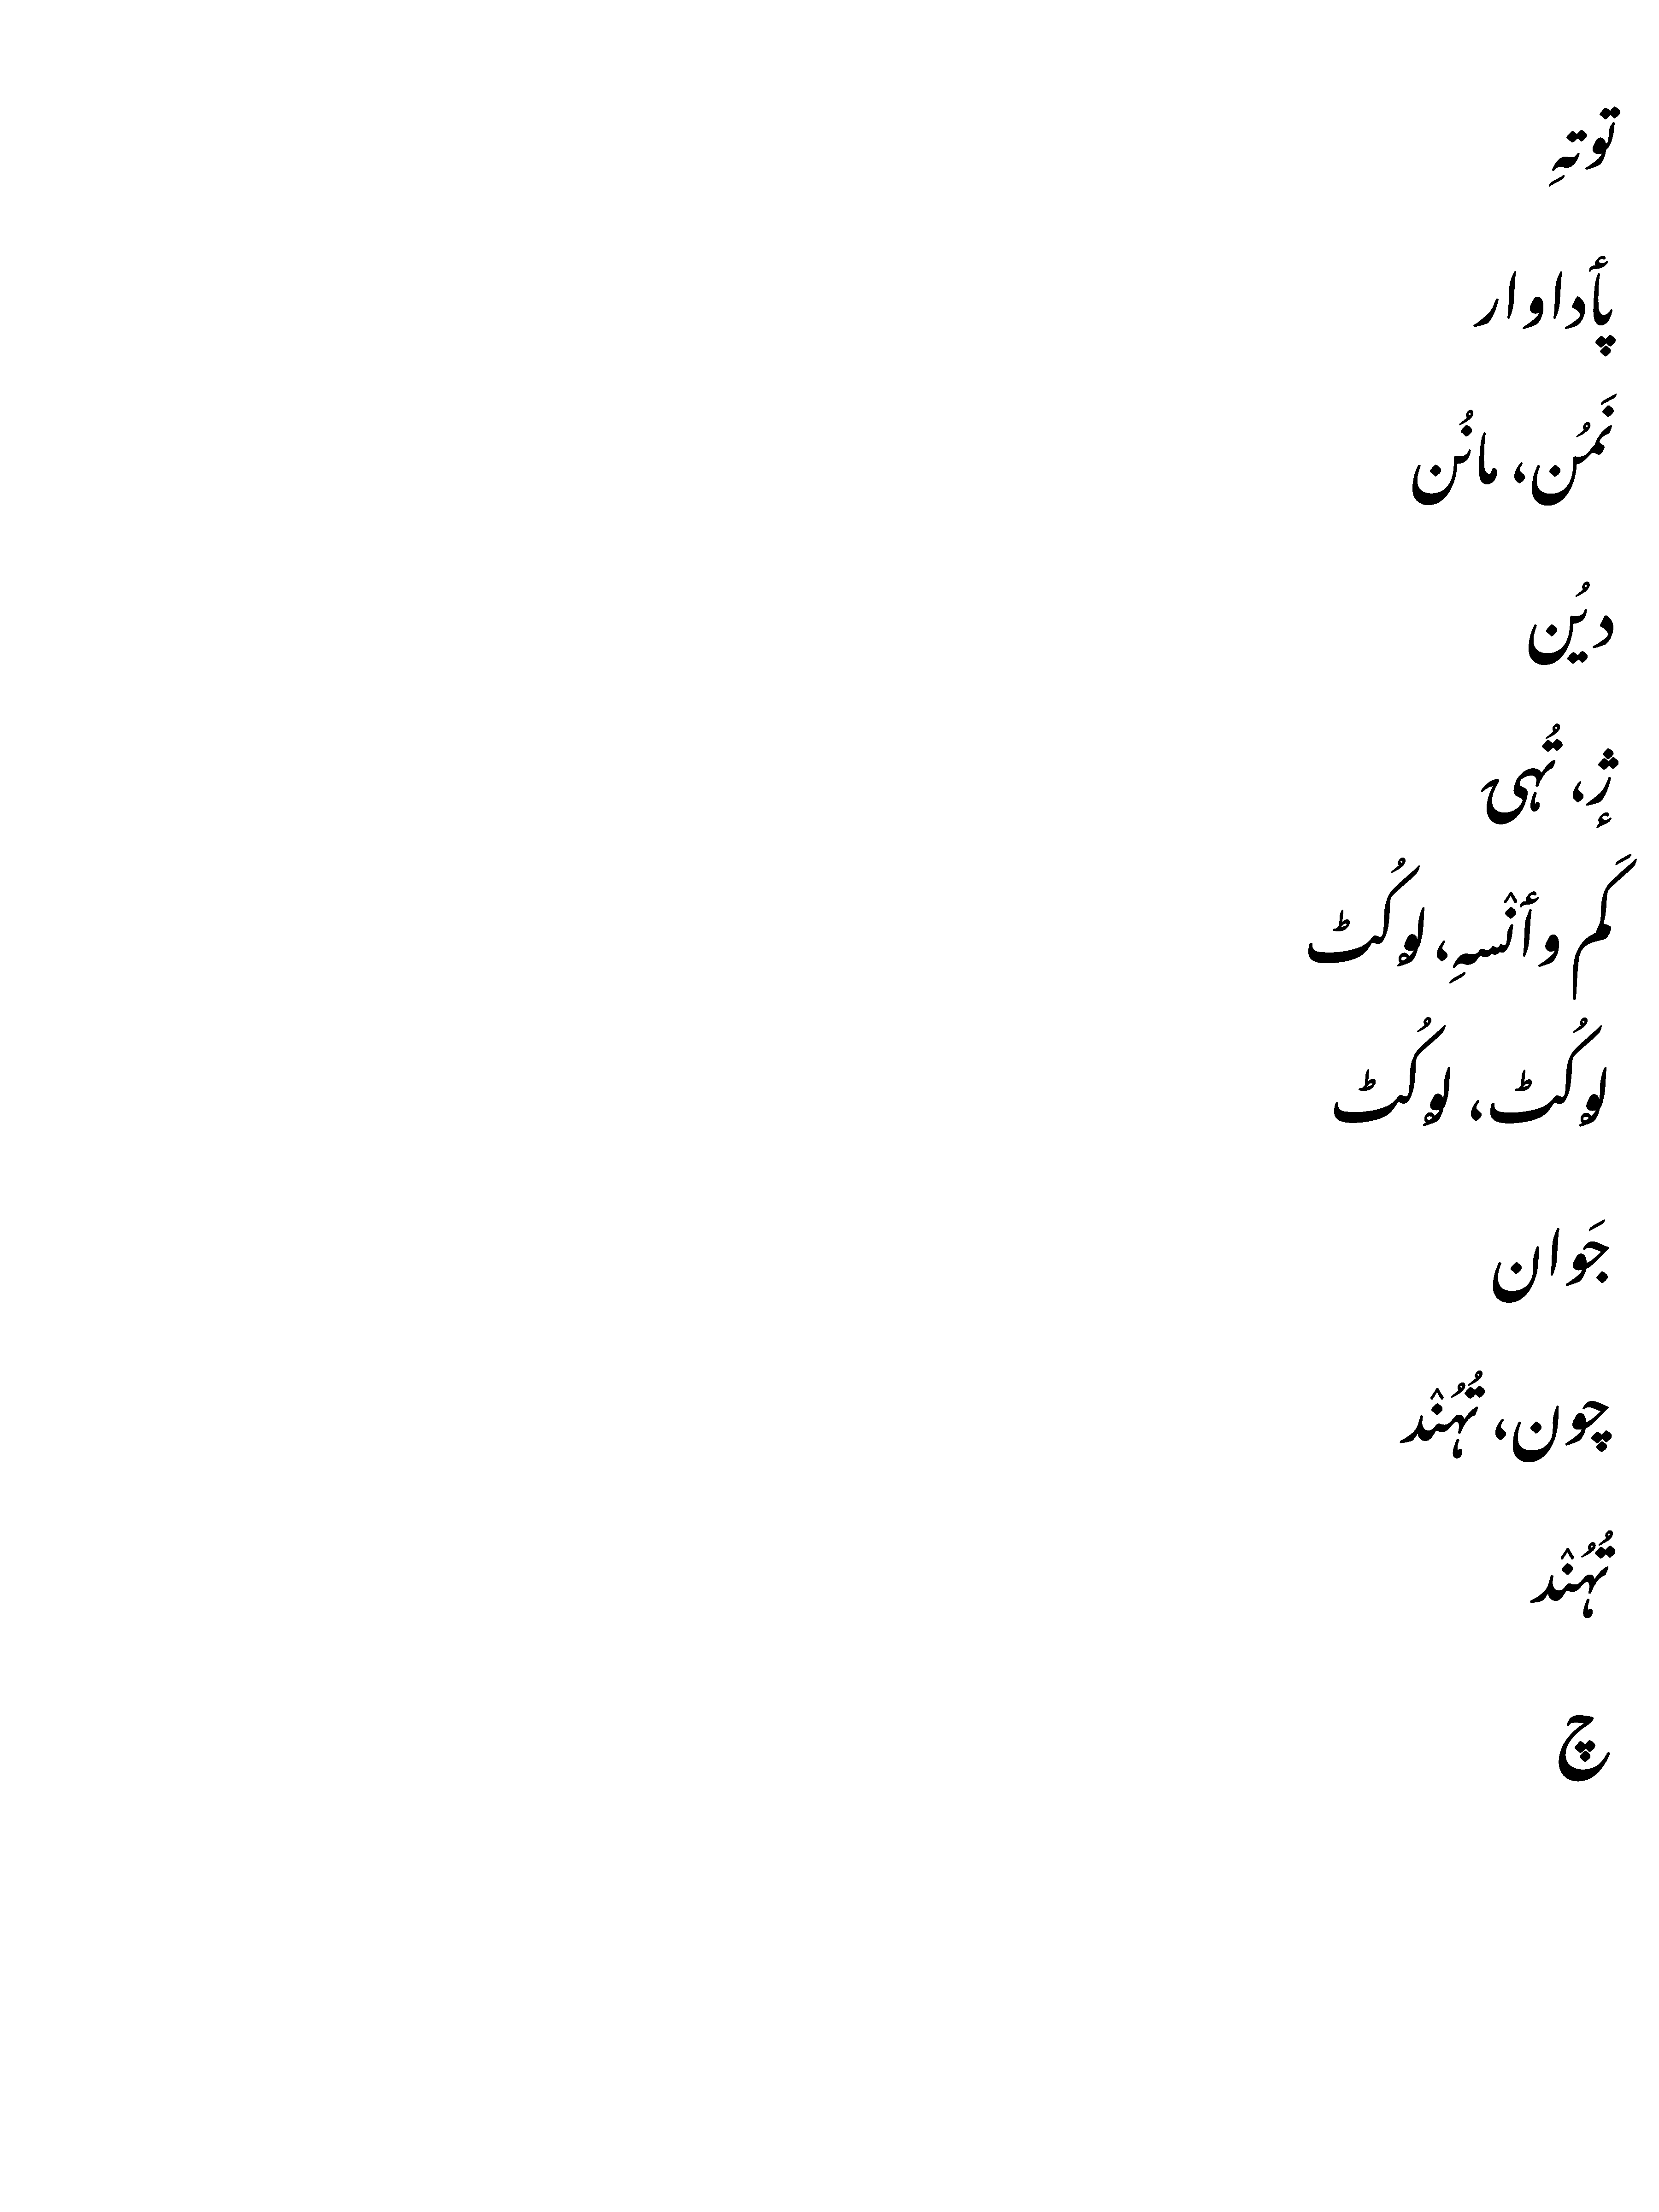 توتہِ
پأداوار
نَمُن، مانُن
دیُن
ژٕ، تُہی
کَم وأنٛسہِ، لوٚکُٹ
لوٚکُٹ، لوٚکُٹ
جَوان
چون، تُہُنٛد
تُہُنٛد
چ